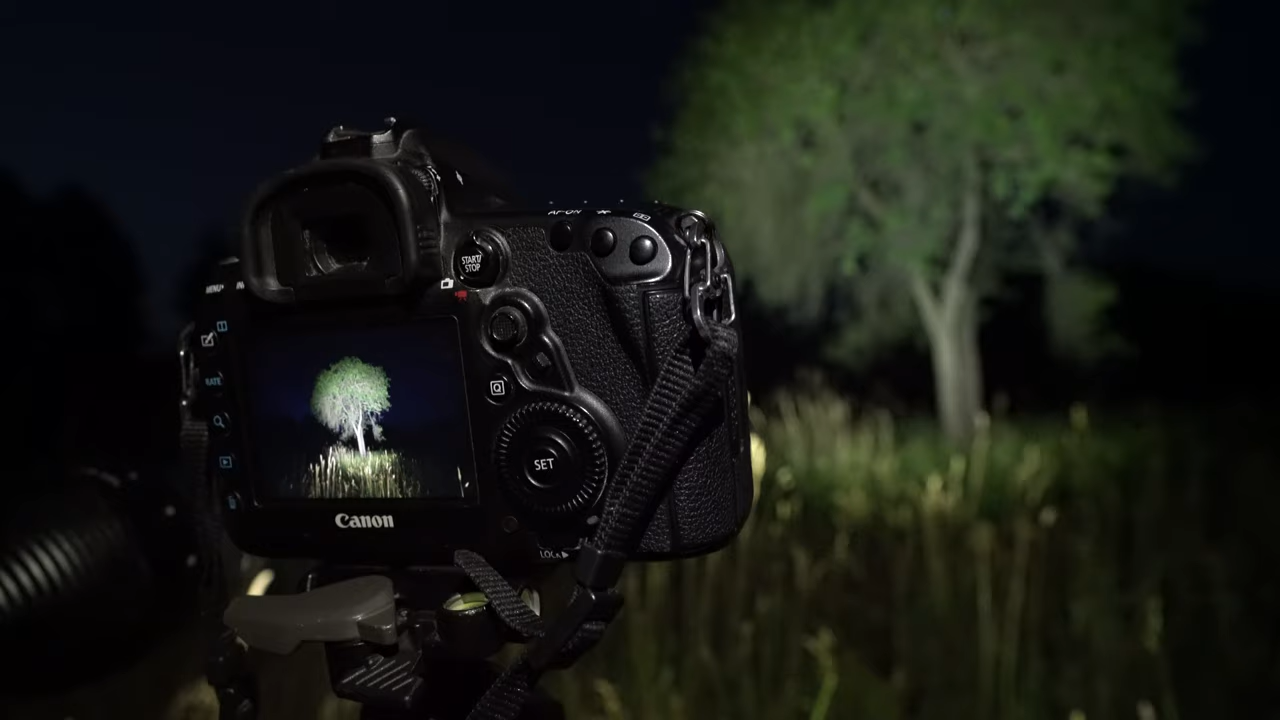 AF-ON
START/
STOP
MENU
RATE
Q
SET
Canon
LOCK▶